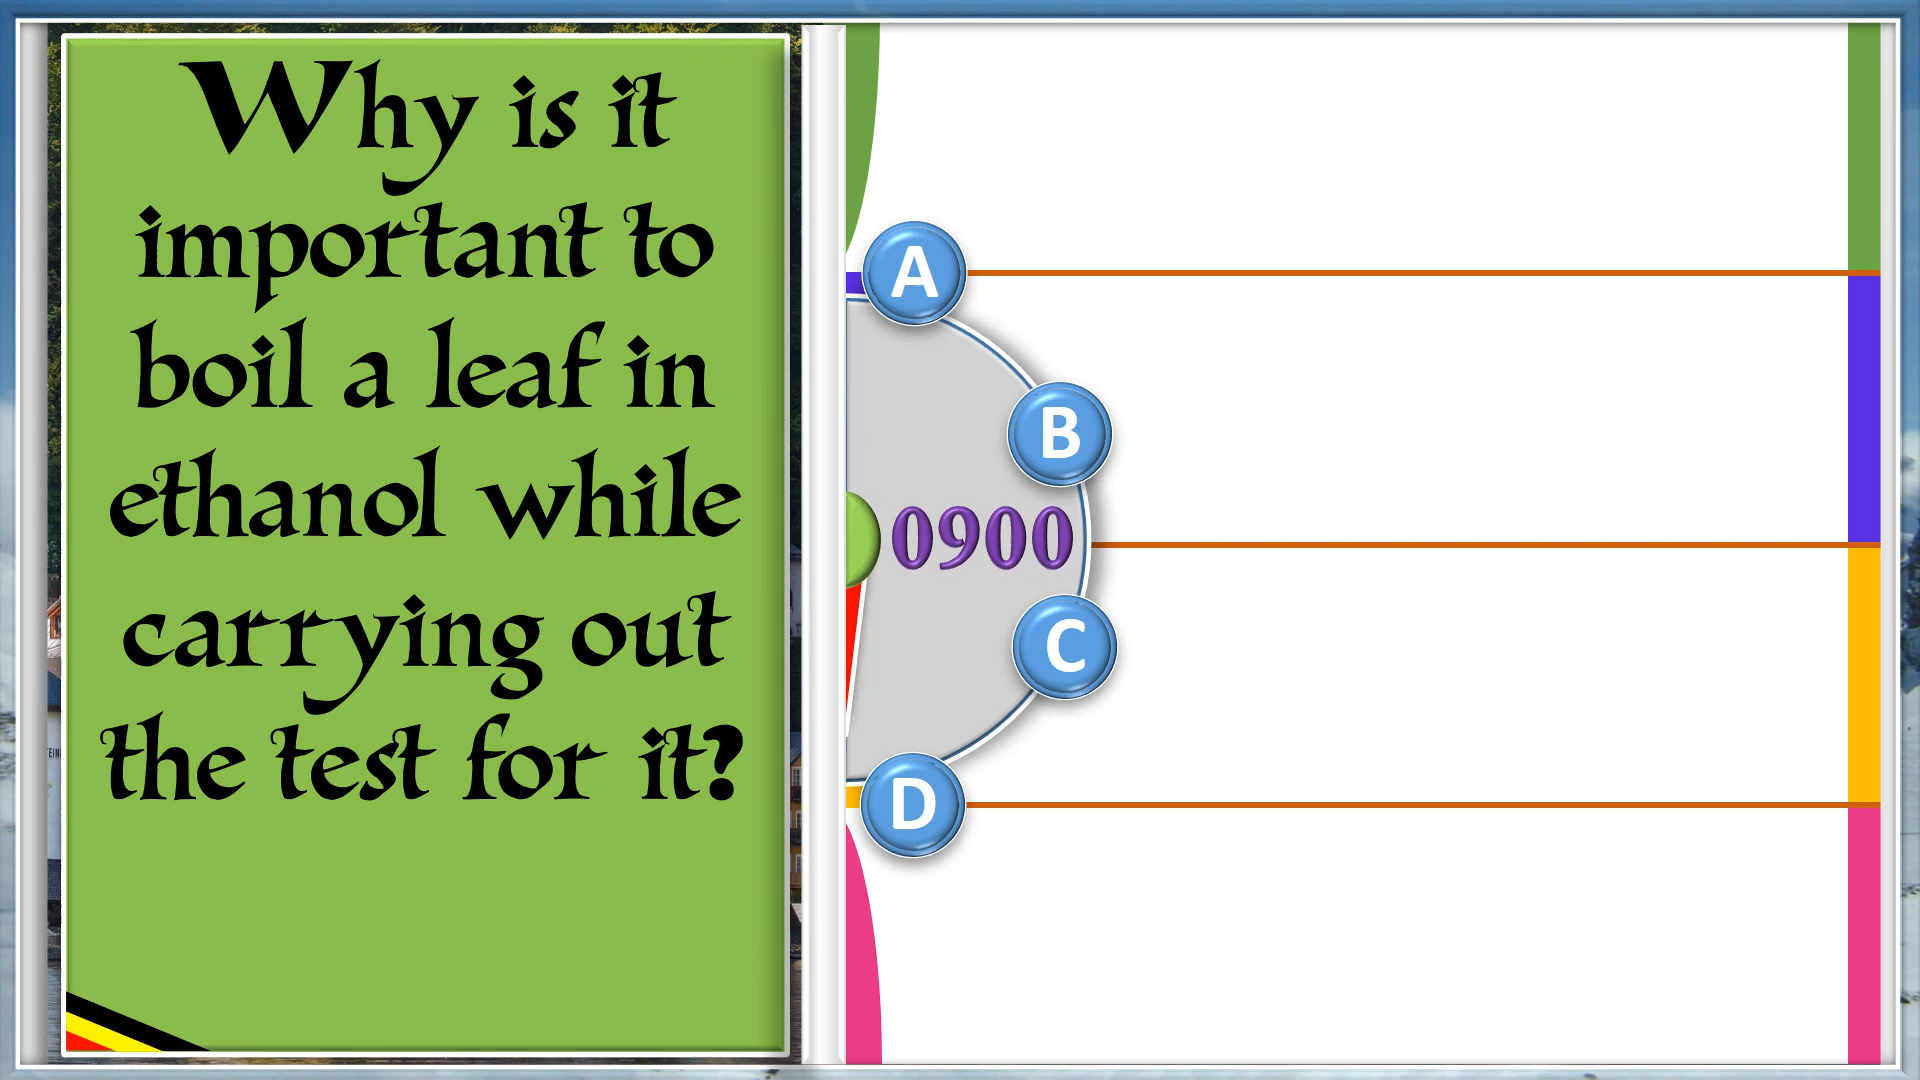 Why is it
important to
boil a leaf in
ethanol while
carrying out
the test for it?
A
B
0900
C
D